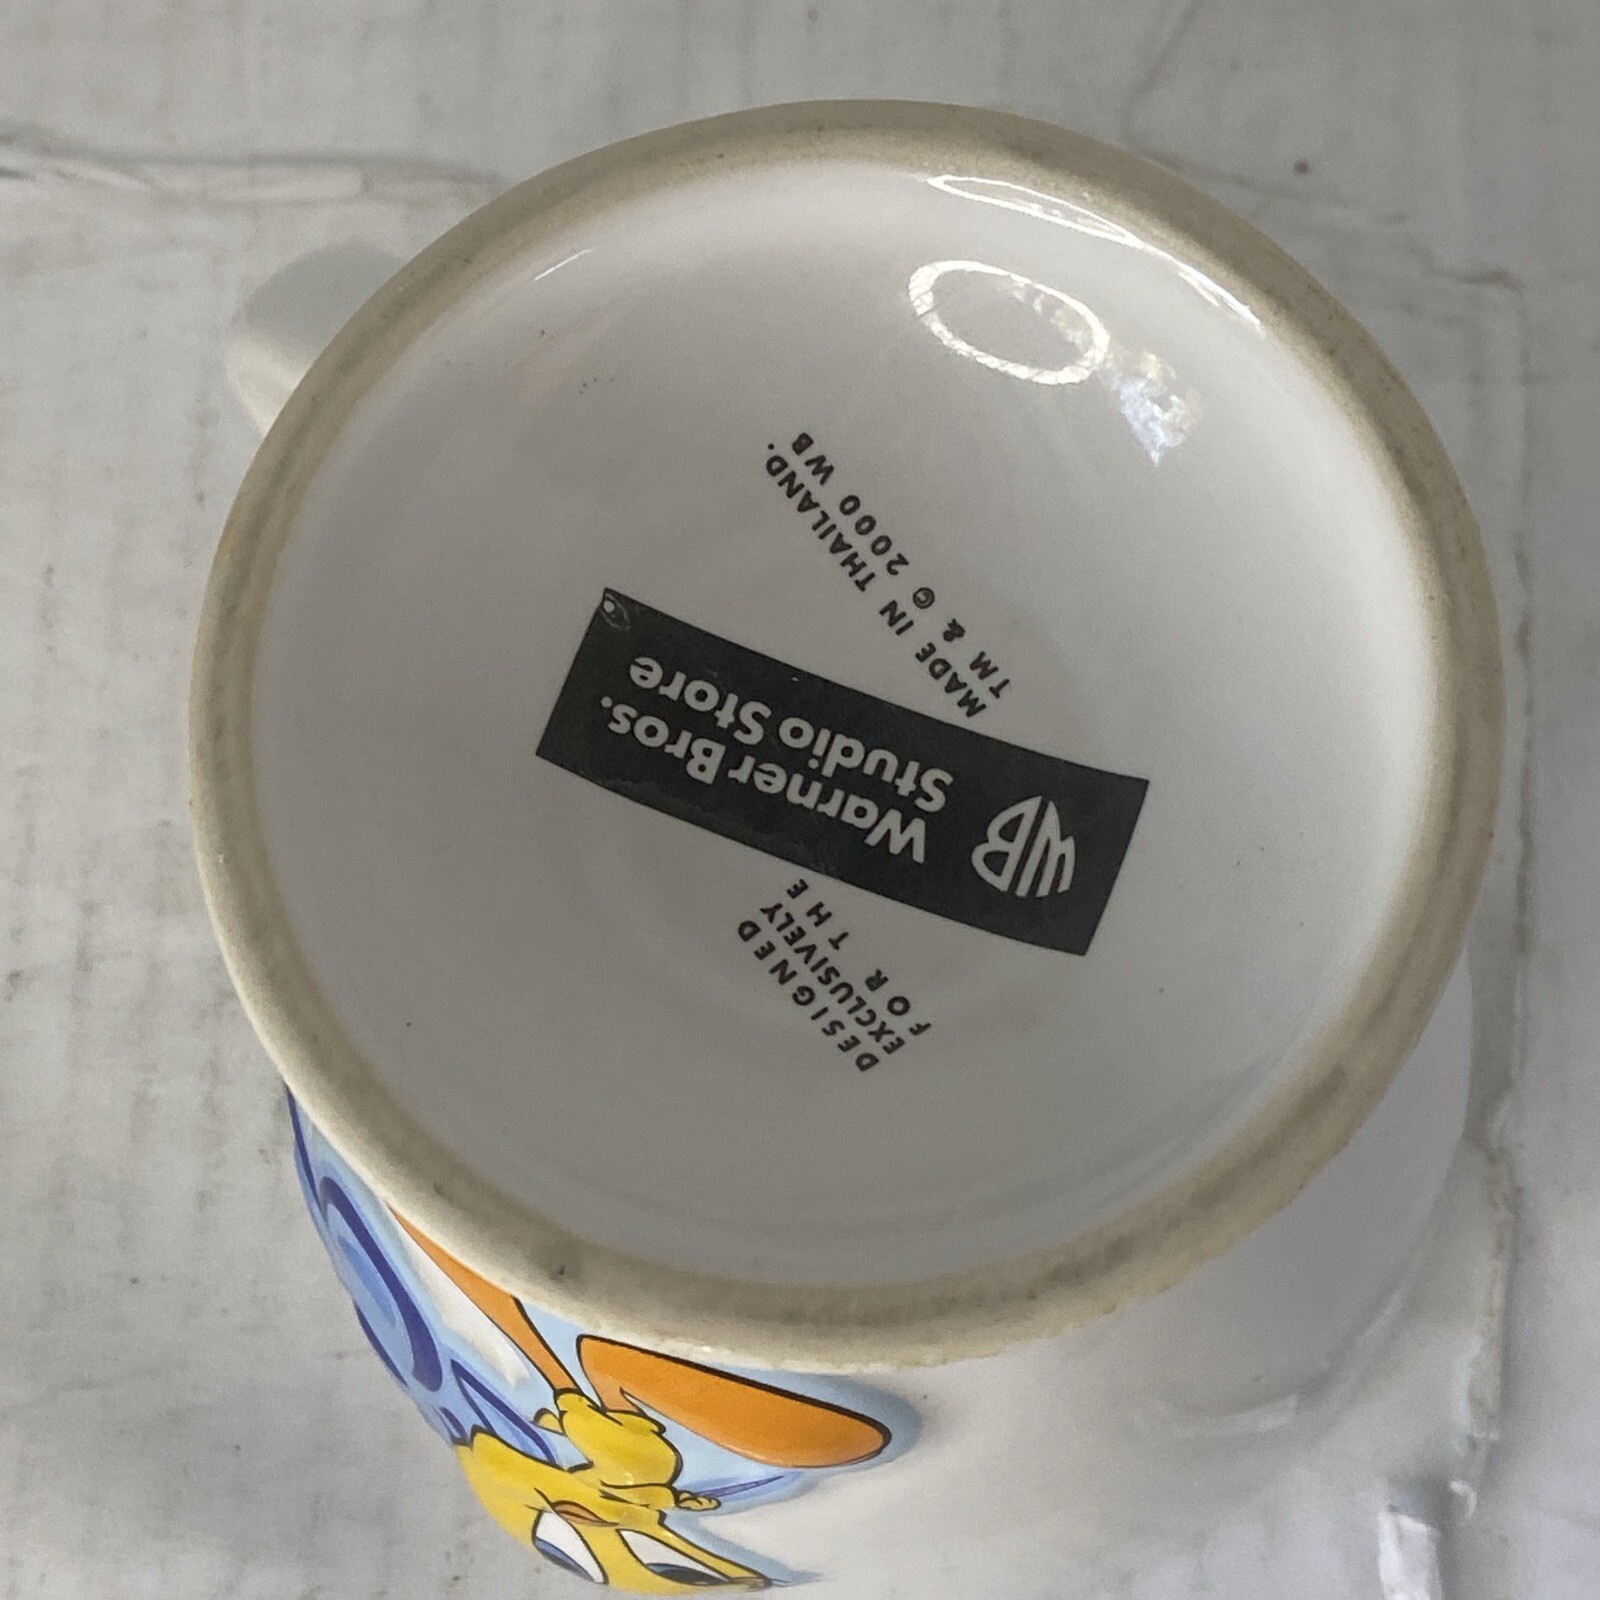 DESIGNED
EXCLUSIVELY
FOR THE
WB
Warner Bros.
Studio Store
MADE IN THAILAND.
TM & © 2000 WB